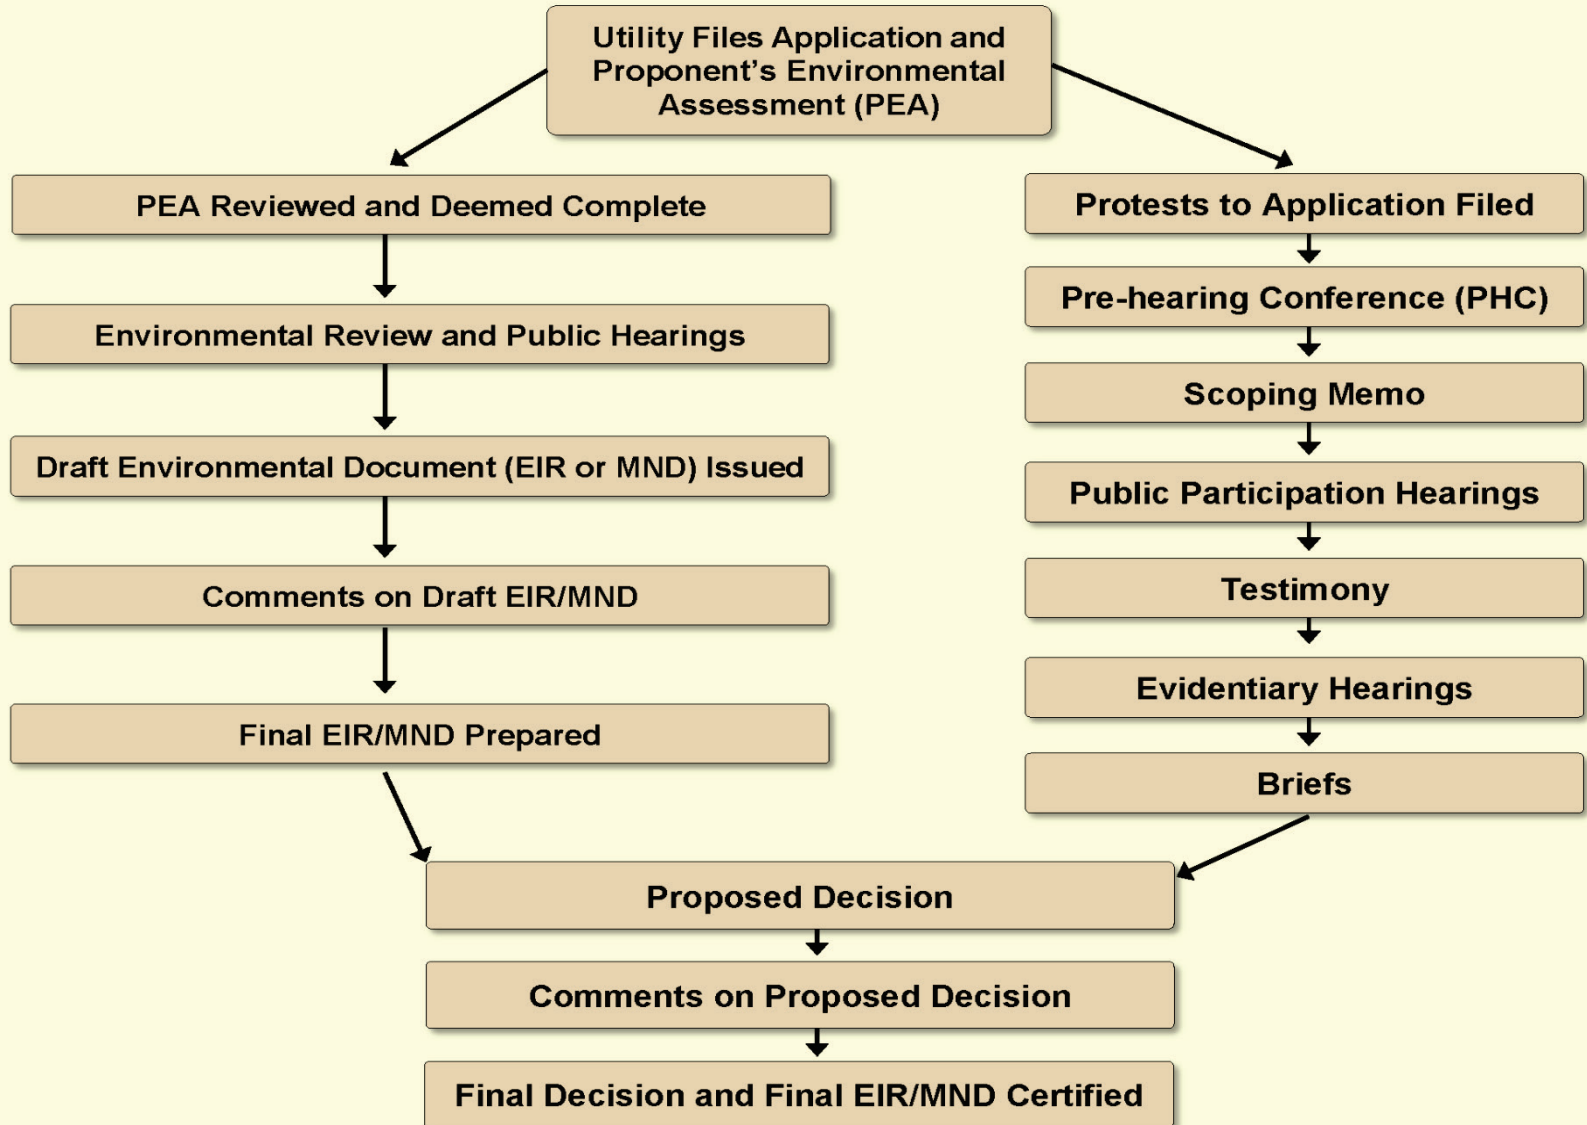 Utility Files Application and
Proponent's Environmental
Assessment (PEA)
PEA Reviewed and Deemed Complete
Environmental Review and Public Hearings
Draft Environmental Document (EIR or MND) Issued
Comments on Draft EIR/MND
Final EIR/MND Prepared
Protests to Application Filed
Pre-hearing Conference (PHC)
Scoping Memo
Public Participation Hearings
Testimony
Evidentiary Hearings
Briefs
Proposed Decision
Comments on Proposed Decision
Final Decision and Final EIR/MND Certified